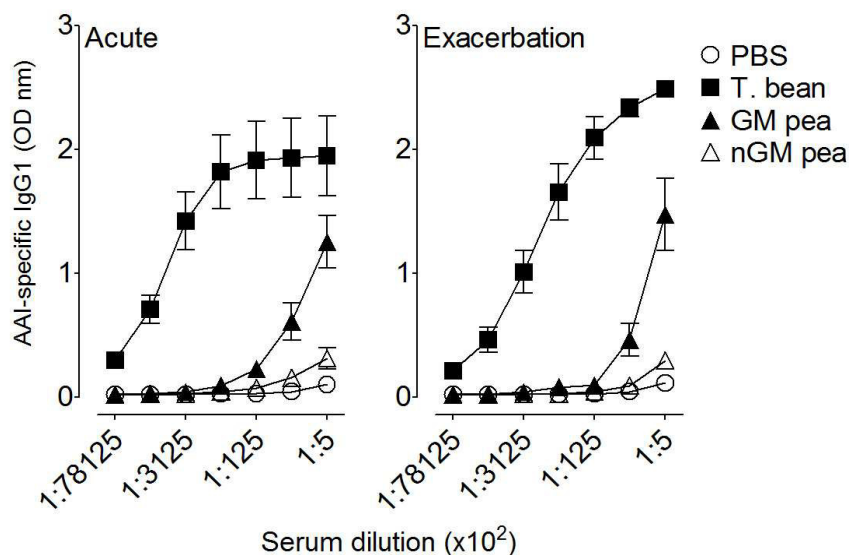 Acute
Exacerbation
PBS
T. bean
GM pea
nGM pea
AAI-specific IgG1 (OD nm)
3
2
1
0
3
2
1
0
1:78125
1:3125
1:125
1:5
1:78125
1:3125
1:125
1:5
Serum dilution (x10²)